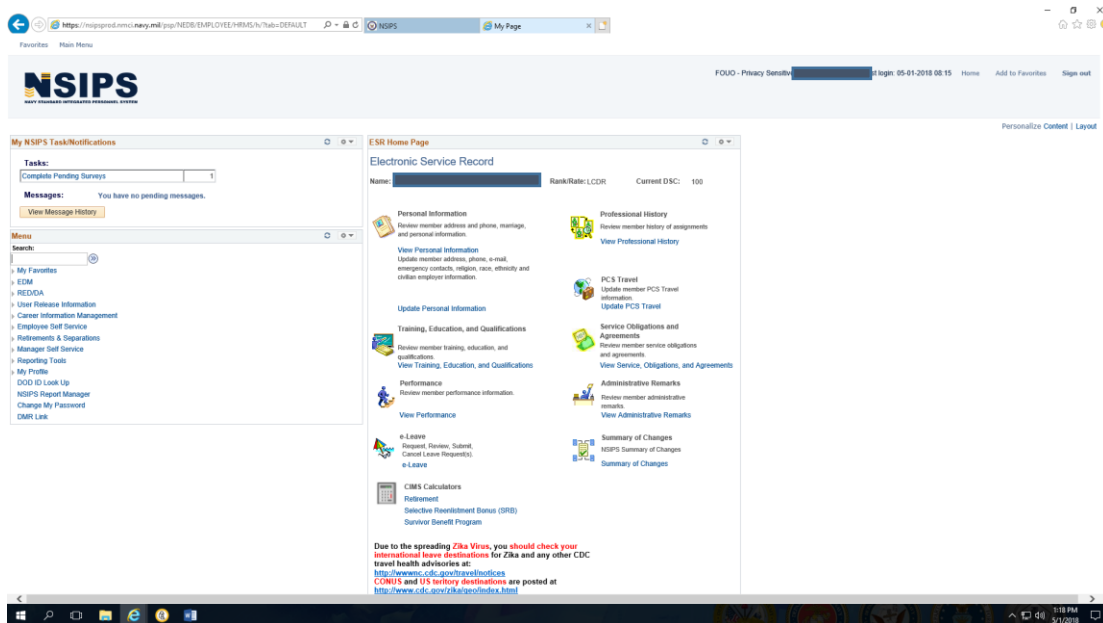 https://nsipsprod.nmci.navy.mil/psp/NEDB/EMPLOYEE/HRMS/h/?tab=DEFAULT
NSIPS
My Page
Favorites Main Menu
NSIPS
NAVY STANDARD INTEGRATED PERSONNEL SYSTEM
FOUO - Privacy Sensitive st login: 05-01-2018 08:15 Home Add to Favorites Sign out
Personalize Content | Layout
My NSIPS Task/Notifications
Tasks:
Complete Pending Surveys 1
Messages: You have no pending messages.
View Message History
Menu
Search:
My Favorites
EDM
RED/DA
User Release Information
Career Information Management
Employee Self Service
Retirements & Separations
Manager Self Service
Reporting Tools
My Profile
DOD ID Look Up
NSIPS Report Manager
Change My Password
DMR Link
ESR Home Page
Electronic Service Record
Name: Rank/Rate: LCDR Current DSC: 100
Personal Information
Review member address and phone, marriage,
and personal information.
View Personal Information
Update member address, phone, e-mail,
emergency contacts, religion, race, ethnicity and
civilian employer information.
Update Personal Information
Professional History
Review member history of assignments
View Professional History
PCS Travel
Update member PCS Travel
information.
Update PCS Travel
Training, Education, and Qualifications
Review member training, education, and
qualifications.
View Training, Education, and Qualifications
Service Obligations and
Agreements
Review member service obligations
and agreements.
View Service, Obligations, and Agreements
Performance
Review member performance information.
View Performance
Administrative Remarks
Review member administrative
remarks.
View Administrative Remarks
e-Leave
Request, Review, Submit,
Cancel Leave Request(s).
e-Leave
Summary of Changes
NSIPS Summary of Changes
Summary of Changes
CIMS Calculators
Retirement
Selective Reenlistment Bonus (SRB)
Survivor Benefit Program
Due to the spreading Zika Virus, you should check your
international leave destinations for Zika and any other CDC
travel health advisories at:
http://wwwnc.cdc.gov/travel/notices
CONUS and US teritory destinations are posted at
http://www.cdc.gov/zika/geo/index.html
1:18 PM
5/1/2018